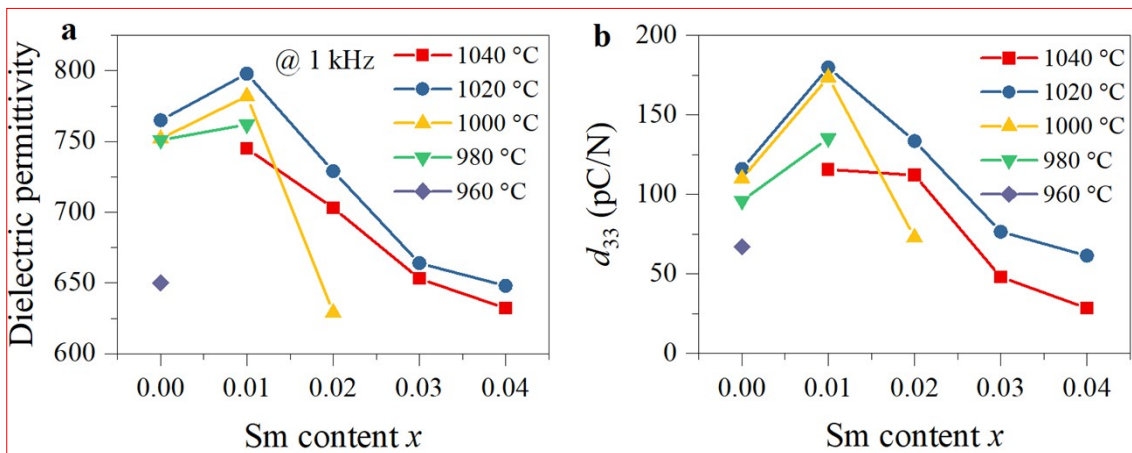 a
@ 1 kHz
1040 °C
1020 °C
1000 °C
980 °C
960 °C
Dielectric permittivity
800
750
700
650
600
0.00 0.01 0.02 0.03 0.04
Sm content x
b
1040 °C
1020 °C
1000 °C
980 °C
960 °C
d33 (pC/N)
200
150
100
50
0
0.00 0.01 0.02 0.03 0.04
Sm content x